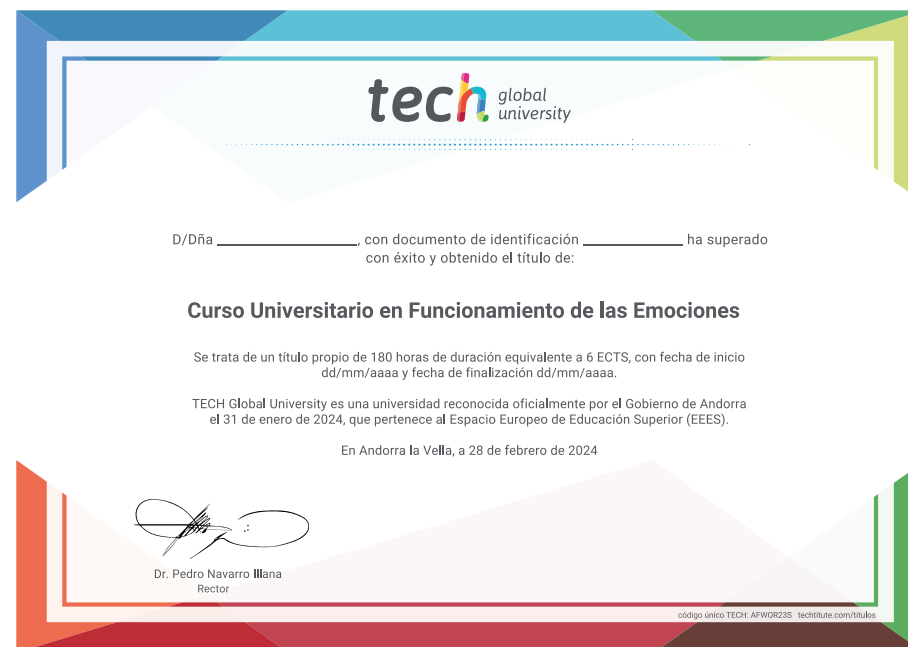 tech global university
D/Dña ____________________, con documento de identificación ______________ ha superado
con éxito y obtenido el título de:
Curso Universitario en Funcionamiento de las Emociones
Se trata de un título propio de 180 horas de duración equivalente a 6 ECTS, con fecha de inicio
dd/mm/aaaa y fecha de finalización dd/mm/aaaa.
TECH Global University es una universidad reconocida oficialmente por el Gobierno de Andorra
el 31 de enero de 2024, que pertenece al Espacio Europeo de Educación Superior (EEES).
En Andorra la Vella, a 28 de febrero de 2024
Dr. Pedro Navarro Illana
Rector
código único TECH: AFWOR23S techtitute.com/titulos